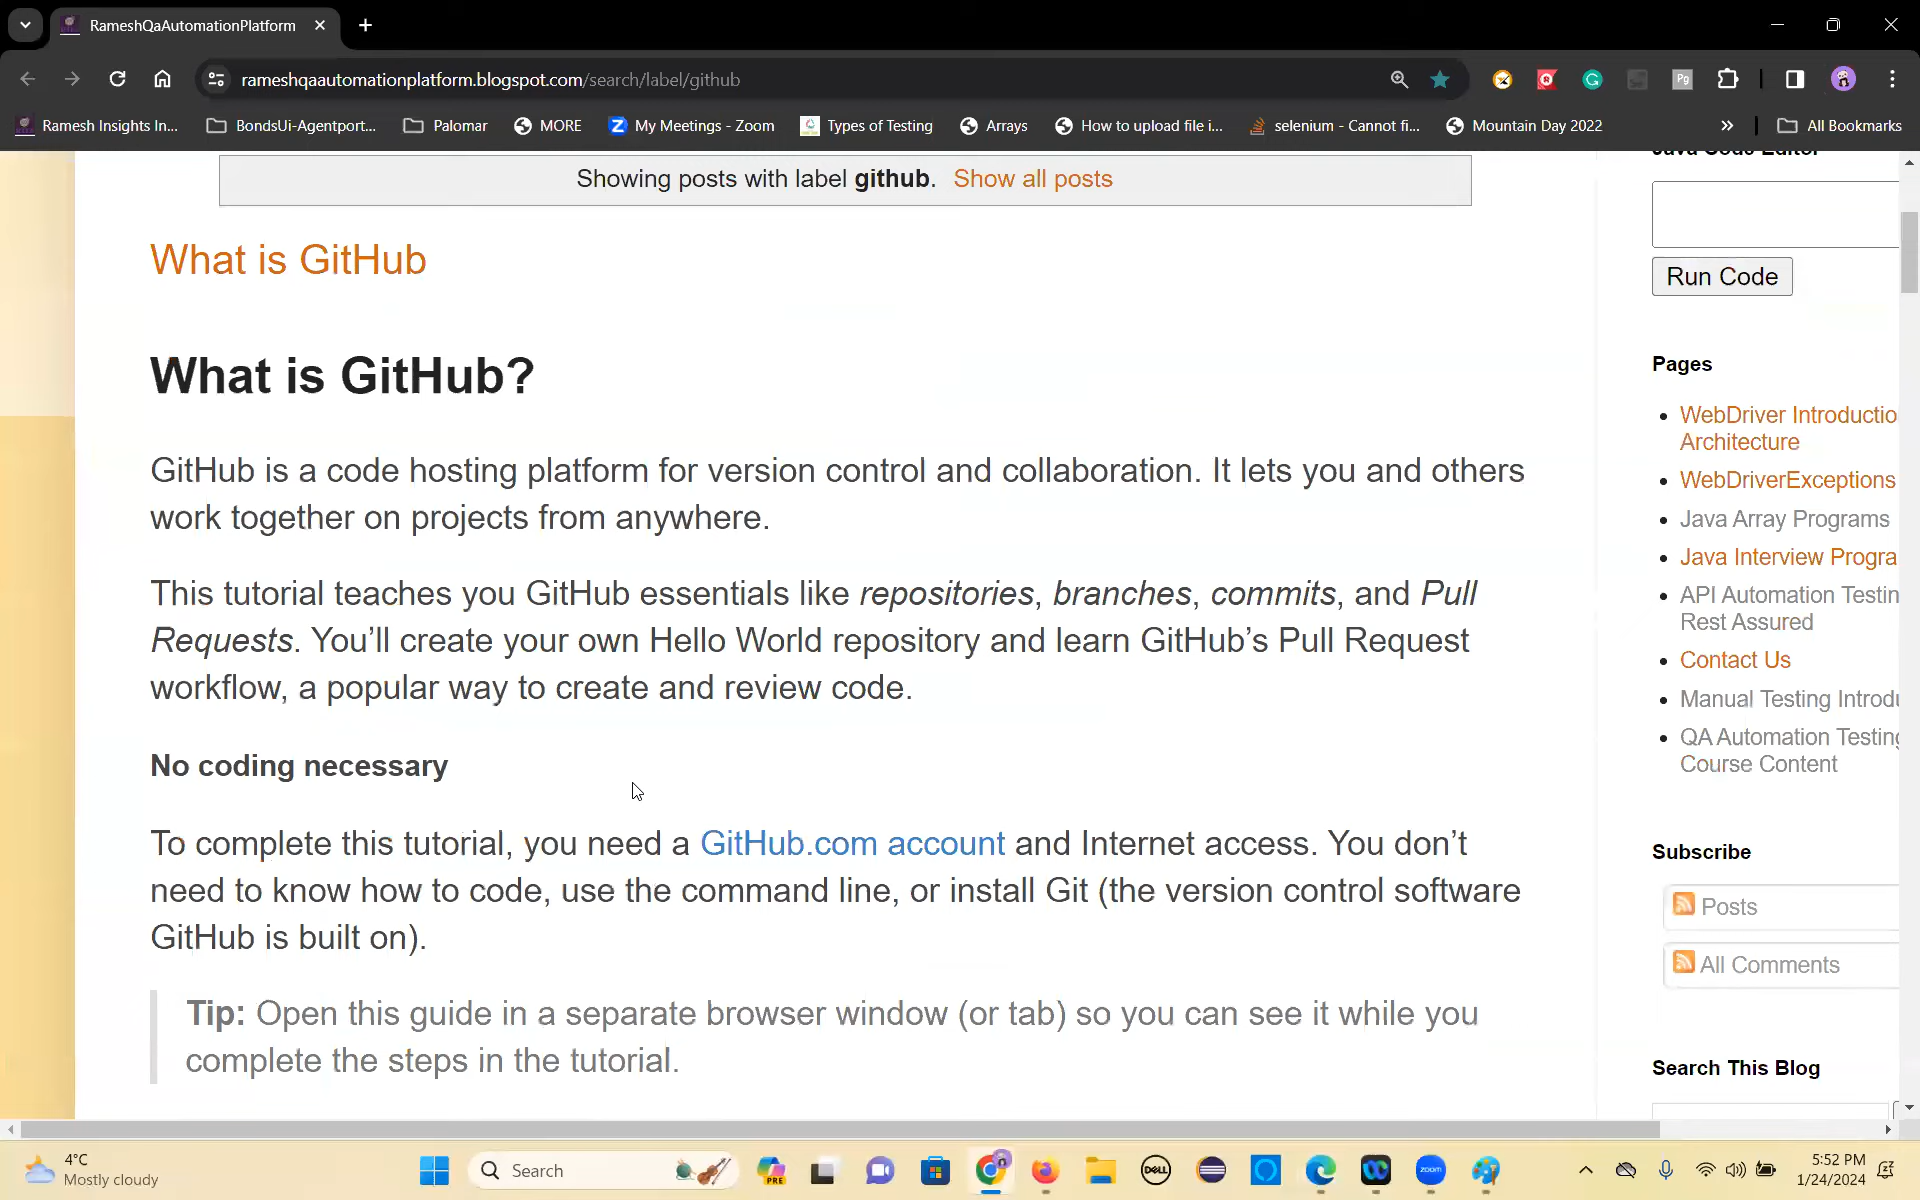 RameshQaAutomationPlatform
rameshqaautomationplatform.blogspot.com/search/label/github
Ramesh Insights In... BondsUi-Agentport... Palomar MORE My Meetings - Zoom Types of Testing Arrays How to upload file i... selenium - Cannot fi... Mountain Day 2022 » All Bookmarks
Showing posts with label github. Show all posts
What is GitHub
What is GitHub?
GitHub is a code hosting platform for version control and collaboration. It lets you and others
work together on projects from anywhere.
This tutorial teaches you GitHub essentials like repositories, branches, commits, and Pull
Requests. You’ll create your own Hello World repository and learn GitHub’s Pull Request
workflow, a popular way to create and review code.
No coding necessary
To complete this tutorial, you need a GitHub.com account and Internet access. You don’t
need to know how to code, use the command line, or install Git (the version control software
GitHub is built on).
Tip: Open this guide in a separate browser window (or tab) so you can see it while you
complete the steps in the tutorial.
Java Code Editor
Run Code
Pages
WebDriver Introductio
Architecture
WebDriverExceptions
Java Array Programs
Java Interview Progra
API Automation Testin
Rest Assured
Contact Us
Manual Testing Introdu
QA Automation Testing
Course Content
Subscribe
Posts
All Comments
Search This Blog
4°C
Mostly cloudy
Search
PRE
DELL
zoom
5:52 PM
1/24/2024